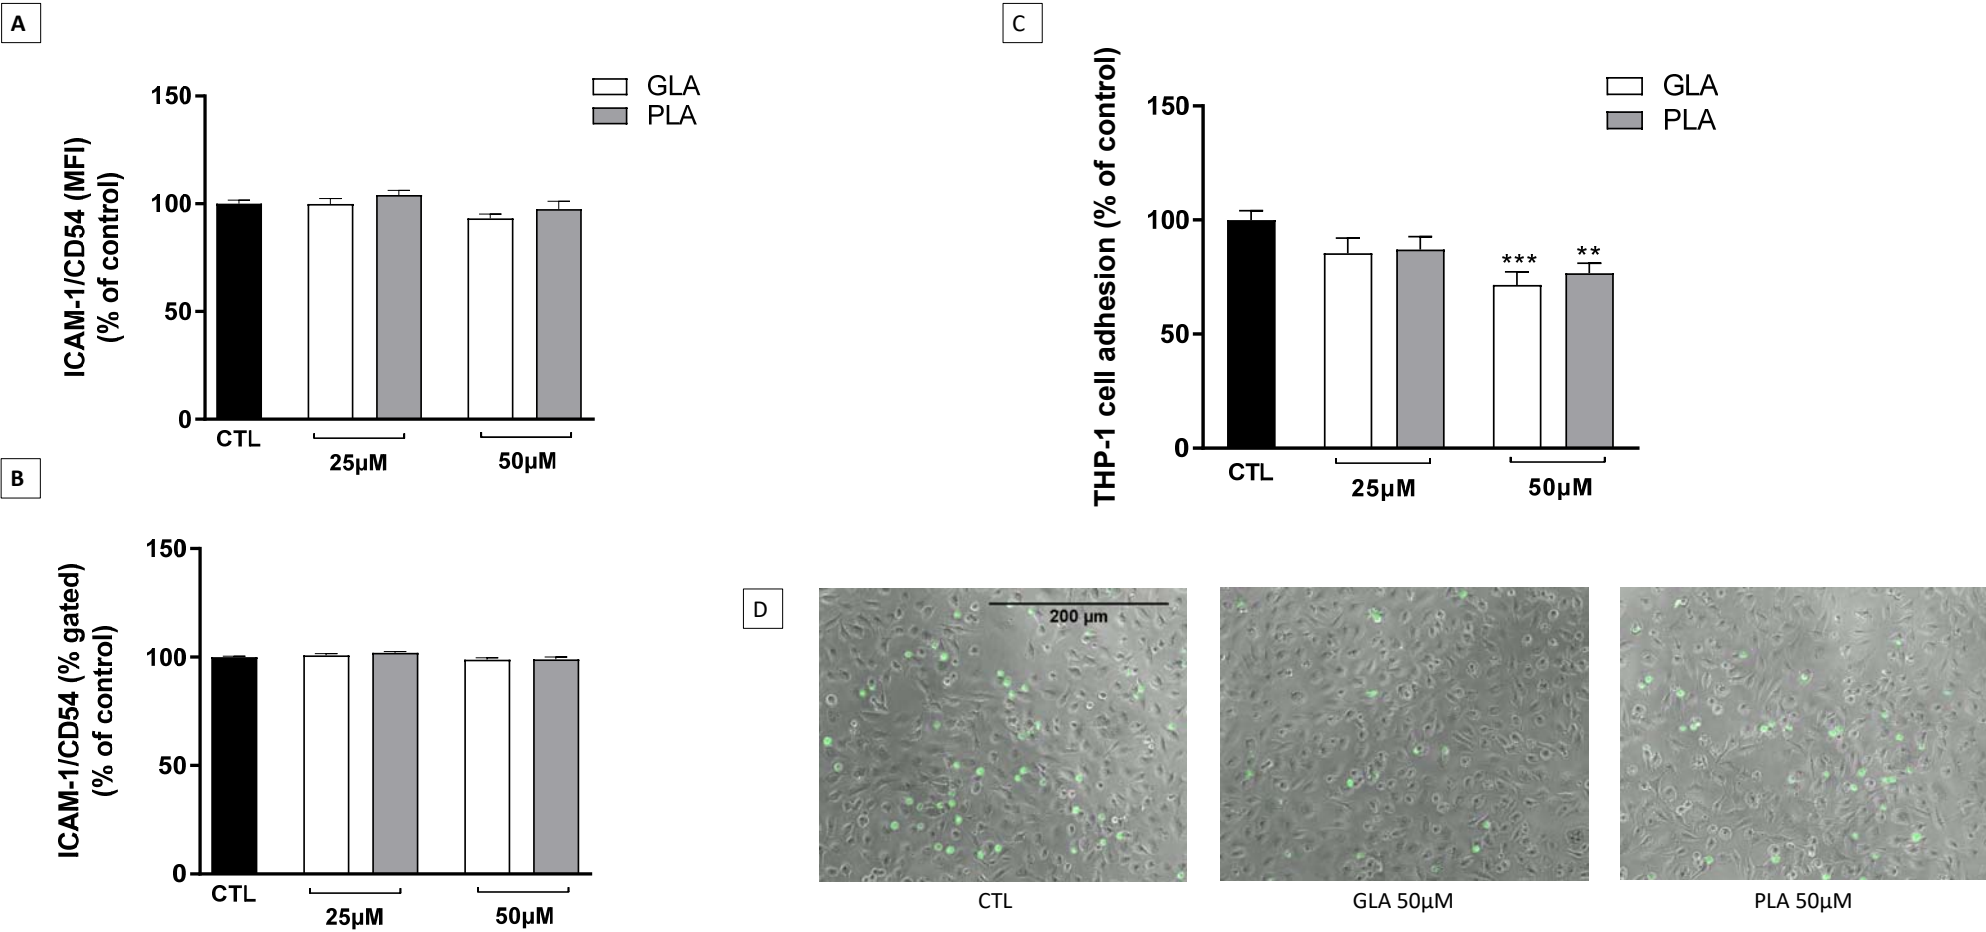 A
GLA
PLA
ICAM-1/CD54 (MFI)
(% of control)
150
100
50
0
CTL
25µM
50µM
B
ICAM-1/CD54 (% gated)
(% of control)
150
100
50
0
CTL
25µM
50µM
C
GLA
PLA
THP-1 cell adhesion (% of control)
150
100
50
0
***
**
CTL
25µM
50µM
D
200 µm
CTL
GLA 50µM
PLA 50µM